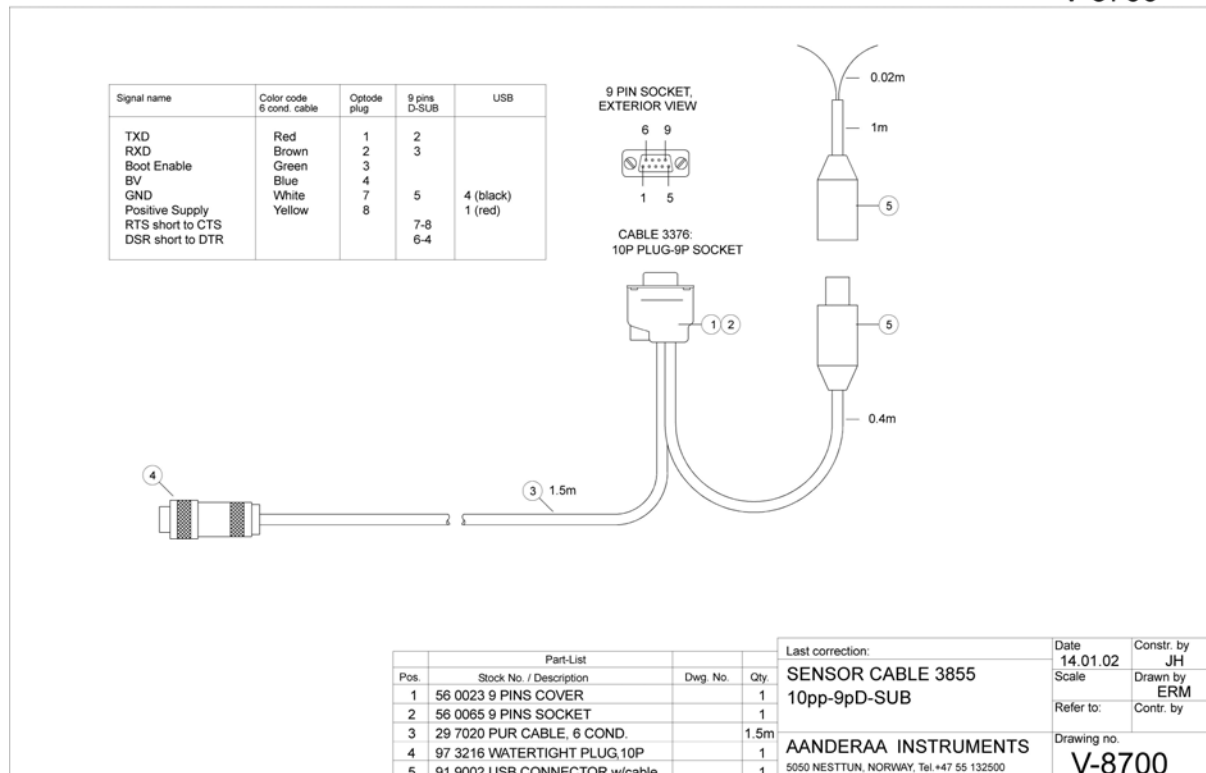 Signal name Color code 6 cond. cable Optode plug 9 pins D-SUB USB
TXD Red 1 2
RXD Brown 2 3
Boot Enable Green 3
BV Blue 4
GND White 7 5 4 (black)
Positive Supply Yellow 8 1 (red)
RTS short to CTS 7-8
DSR short to DTR 6-4
9 PIN SOCKET,
EXTERIOR VIEW
6 9
1 5
CABLE 3376:
10P PLUG-9P SOCKET
0.02m
1m
5
1 2
5
0.4m
4
3 1.5m
Part-List
Pos. Stock No. / Description Dwg. No. Qty.
1 56 0023 9 PINS COVER 1
2 56 0065 9 PINS SOCKET 1
3 29 7020 PUR CABLE, 6 COND. 1.5m
4 97 3216 WATERTIGHT PLUG,10P 1
5 91 9002 USB CONNECTOR w/cable 1
Last correction:
SENSOR CABLE 3855
10pp-9pD-SUB
AANDERAA INSTRUMENTS
5050 NESTTUN, NORWAY, Tel.+47 55 132500
Date
14.01.02
Constr. by
JH
Scale
Drawn by
ERM
Refer to:
Contr. by
Drawing no.
V-8700